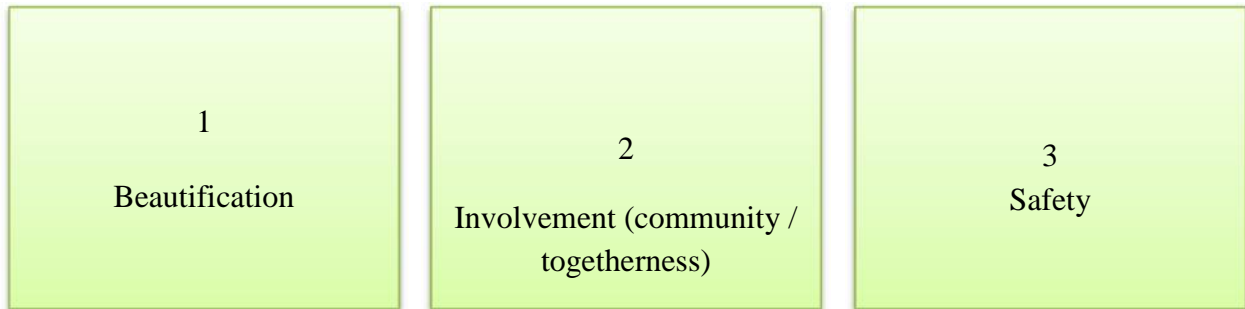 1
Beautification
2
Involvement (community /
togetherness)
3
Safety